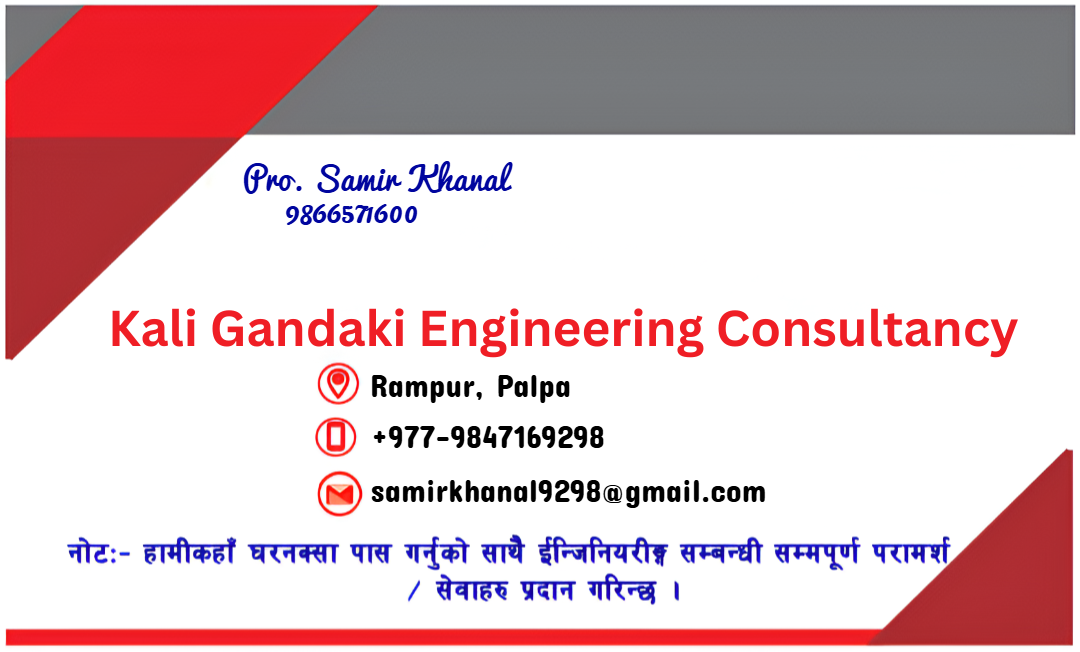 Pro. Samir Khanal
9866571600
Kali Gandaki Engineering Consultancy
Rampur, Palpa
+977-9847169298
samirkhanal9298@gmail.com
नोट:- हामीकहाँ घरनक्सा पास गर्नुको साथै ईन्जिनियरीङ्ग सम्बन्धी सम्मपूर्ण परामर्श
/ सेवाहरु प्रदान गरिन्छ ।